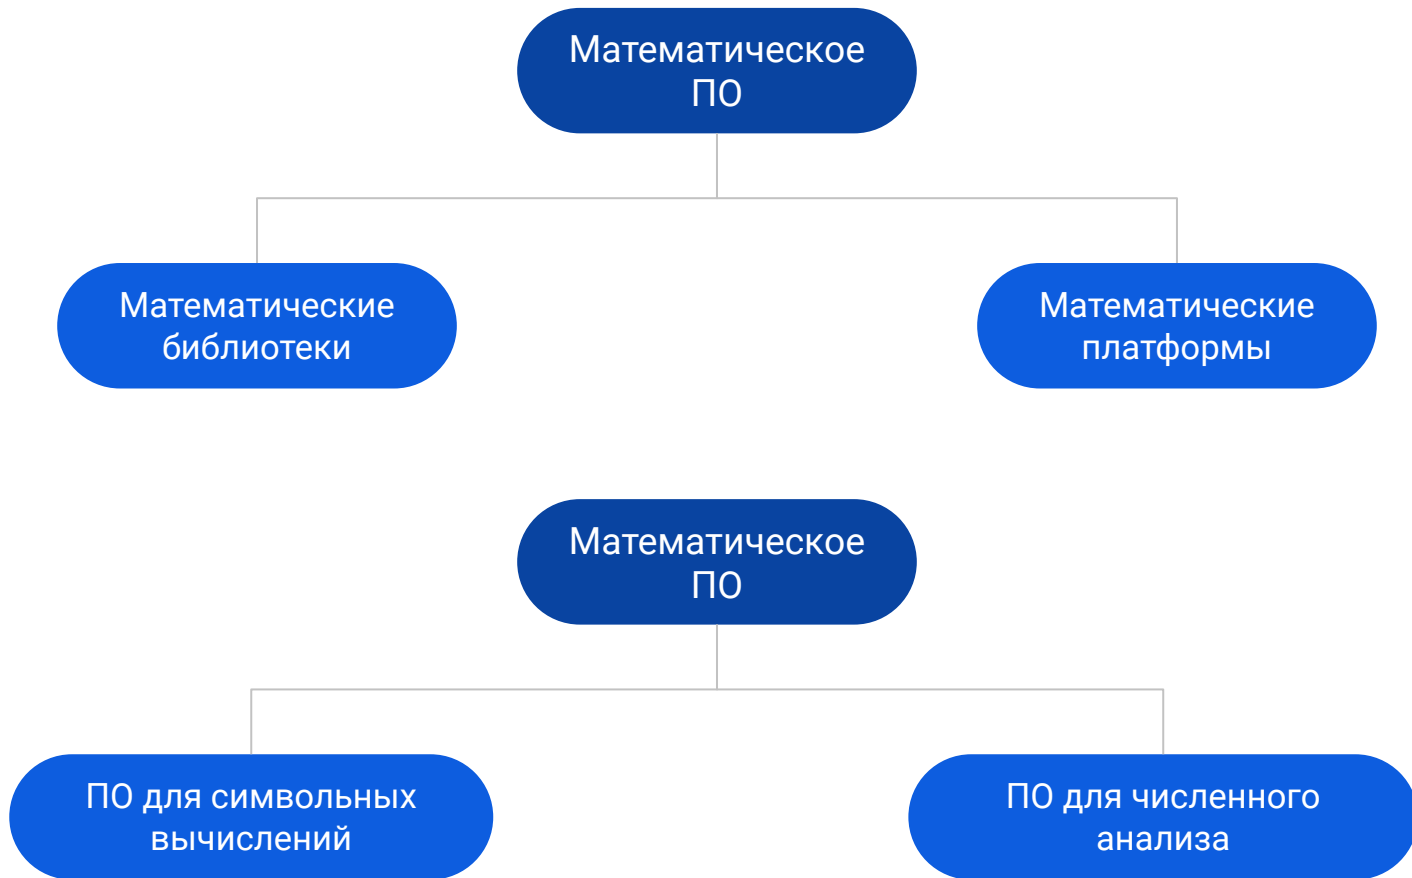 Математическое
ПО
Математические
библиотеки
Математические
платформы
Математическое
ПО
ПО для символьных
вычислений
ПО для численного
анализа